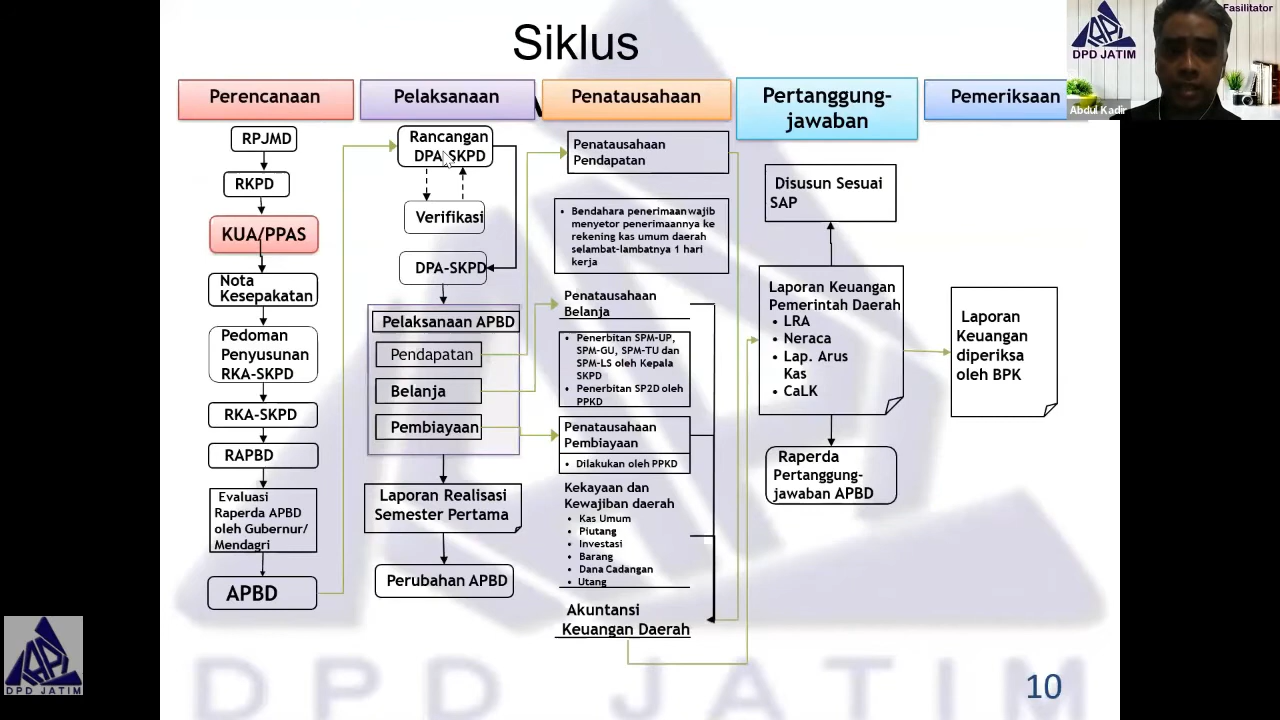 Siklus
Fasilitator
IAPI
DPD JATIM
Abdul Kadir
Perencanaan
RPJMD
RKPD
KUA/PPAS
Nota
Kesepakatan
Pedoman
Penyusunan
RKA-SKPD
RKA-SKPD
RAPBD
Evaluasi
Raperda APBD
oleh Gubernur/
Mendagri
APBD
Pelaksanaan
Rancangan
DPA-SKPD
Verifikasi
DPA-SKPD
Pelaksanaan APBD
Pendapatan
Belanja
Pembiayaan
Laporan Realisasi
Semester Pertama
Perubahan APBD
Penatausahaan
Penatausahaan
Pendapatan
• Bendahara penerimaan wajib
menyetor penerimaannya ke
rekening kas umum daerah
selambat-lambatnya 1 hari
kerja
Penatausahaan
Belanja
• Penerbitan SPM-UP,
SPM-GU, SPM-TU dan
SPM-LS oleh Kepala
SKPD
• Penerbitan SP2D oleh
PPKD
Penatausahaan
Pembiayaan
• Dilakukan oleh PPKD
Kekayaan dan
Kewajiban daerah
• Kas Umum
• Piutang
• Investasi
• Barang
• Dana Cadangan
• Utang
Akuntansi
Keuangan Daerah
Pertanggung-
jawaban
Disusun Sesuai
SAP
Laporan Keuangan
Pemerintah Daerah
• LRA
• Neraca
• Lap. Arus
Kas
• CaLK
Raperda
Pertanggung-
jawaban APBD
Pemeriksaan
Laporan
Keuangan
diperiksa
oleh BPK
IAPI
DPD JATIM
DPD JATIM
10